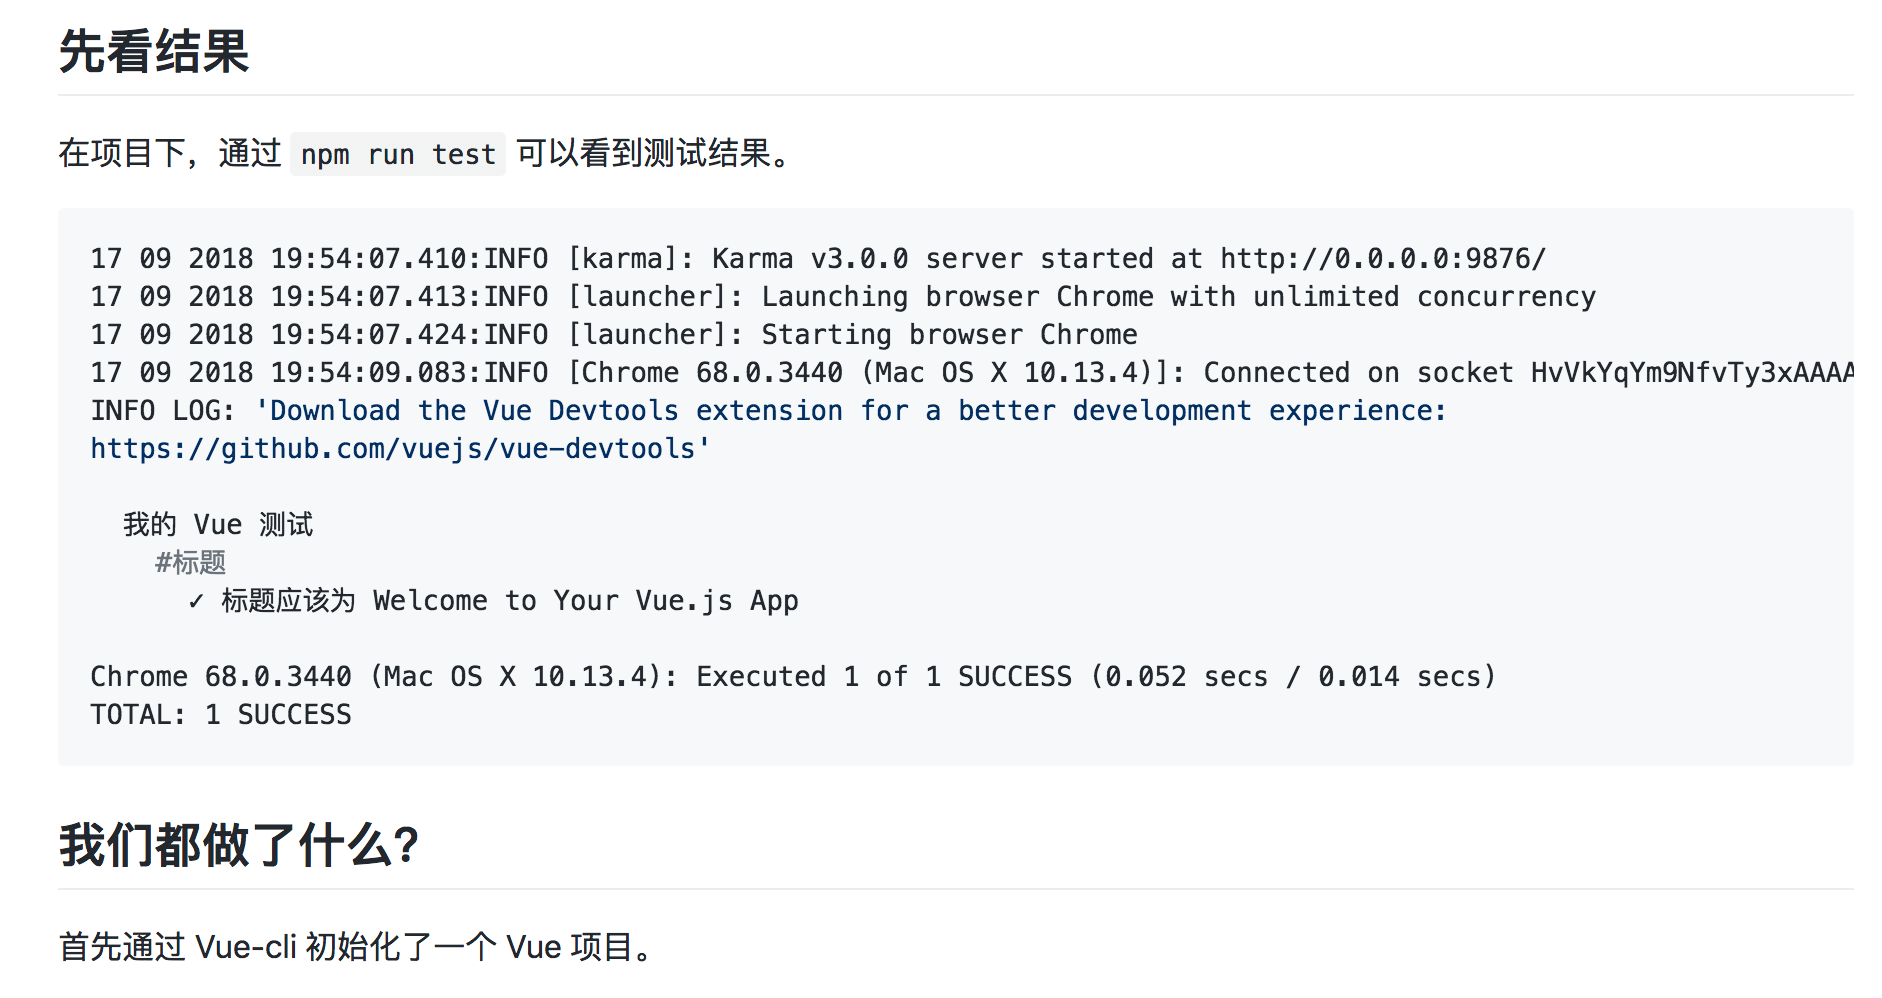 先看结果
在项目下，通过 npm run test 可以看到测试结果。
17 09 2018 19:54:07.410:INFO [karma]: Karma v3.0.0 server started at http://0.0.0.0:9876/
17 09 2018 19:54:07.413:INFO [launcher]: Launching browser Chrome with unlimited concurrency
17 09 2018 19:54:07.424:INFO [launcher]: Starting browser Chrome
17 09 2018 19:54:09.083:INFO [Chrome 68.0.3440 (Mac OS X 10.13.4)]: Connected on socket HvVkYqYm9NfvTy3xAAAA
INFO LOG: 'Download the Vue Devtools extension for a better development experience:
https://github.com/vuejs/vue-devtools'
我的 Vue 测试
#标题
✓ 标题应该为 Welcome to Your Vue.js App
Chrome 68.0.3440 (Mac OS X 10.13.4): Executed 1 of 1 SUCCESS (0.052 secs / 0.014 secs)
TOTAL: 1 SUCCESS
我们都做了什么?
首先通过 Vue-cli 初始化了一个 Vue 项目。